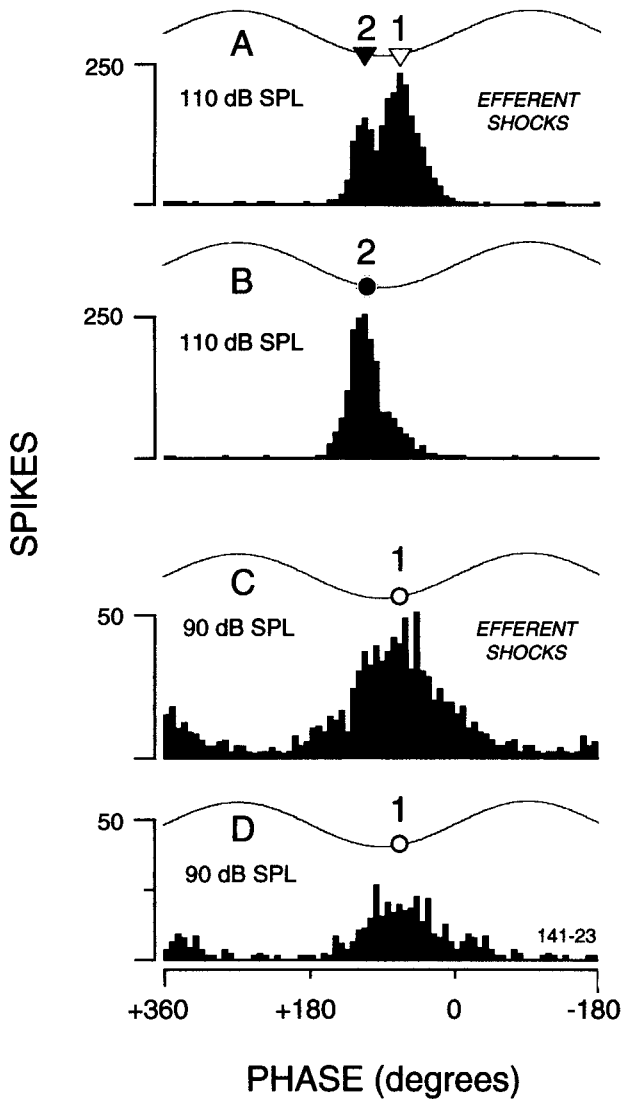 2 1
A
250
110 dB SPL
EFFERENT
SHOCKS
2
B
250
110 dB SPL
SPIKES
1
C
50
90 dB SPL
EFFERENT
SHOCKS
1
D
50
90 dB SPL
141-23
+360 +180 0 -180
PHASE (degrees)